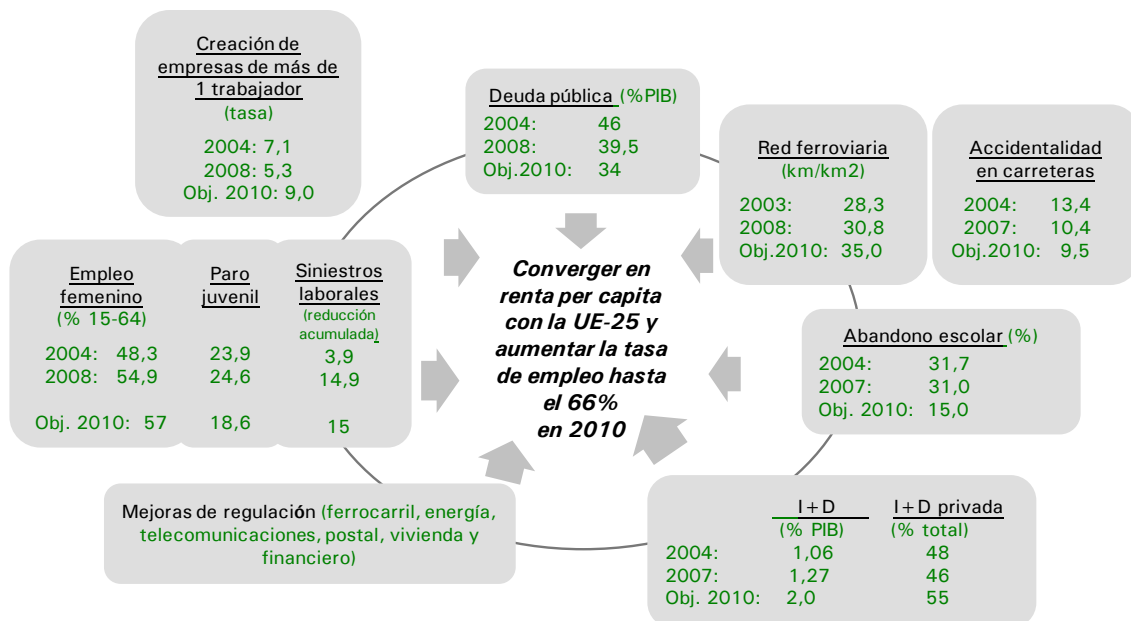 Creación de
empresas de más de
1 trabajador
(tasa)
2004: 7,1
2008: 5,3
Obj. 2010: 9,0
Deuda pública (%PIB)
2004: 46
2008: 39,5
Obj.2010: 34
Red ferroviaria
(km/km2)
2003: 28,3
2008: 30,8
Obj.2010: 35,0
Accidentalidad
en carreteras
2004: 13,4
2007: 10,4
Obj.2010: 9,5
Empleo
femenino
(% 15-64)
2004: 48,3
2008: 54,9
Obj. 2010: 57
Paro
juvenil
23,9
24,6
18,6
Siniestros
laborales
(reducción
acumulada)
3,9
14,9
15
Converger en
renta per capita
con la UE-25 y
aumentar la tasa
de empleo hasta
el 66%
en 2010
Abandono escolar (%)
2004: 31,7
2007: 31,0
Obj. 2010: 15,0
Mejoras de regulación (ferrocarril, energía,
telecomunicaciones, postal, vivienda y
financiero)
I+D I+D privada
(% PIB) (% total)
2004: 1,06 48
2007: 1,27 46
Obj. 2010: 2,0 55